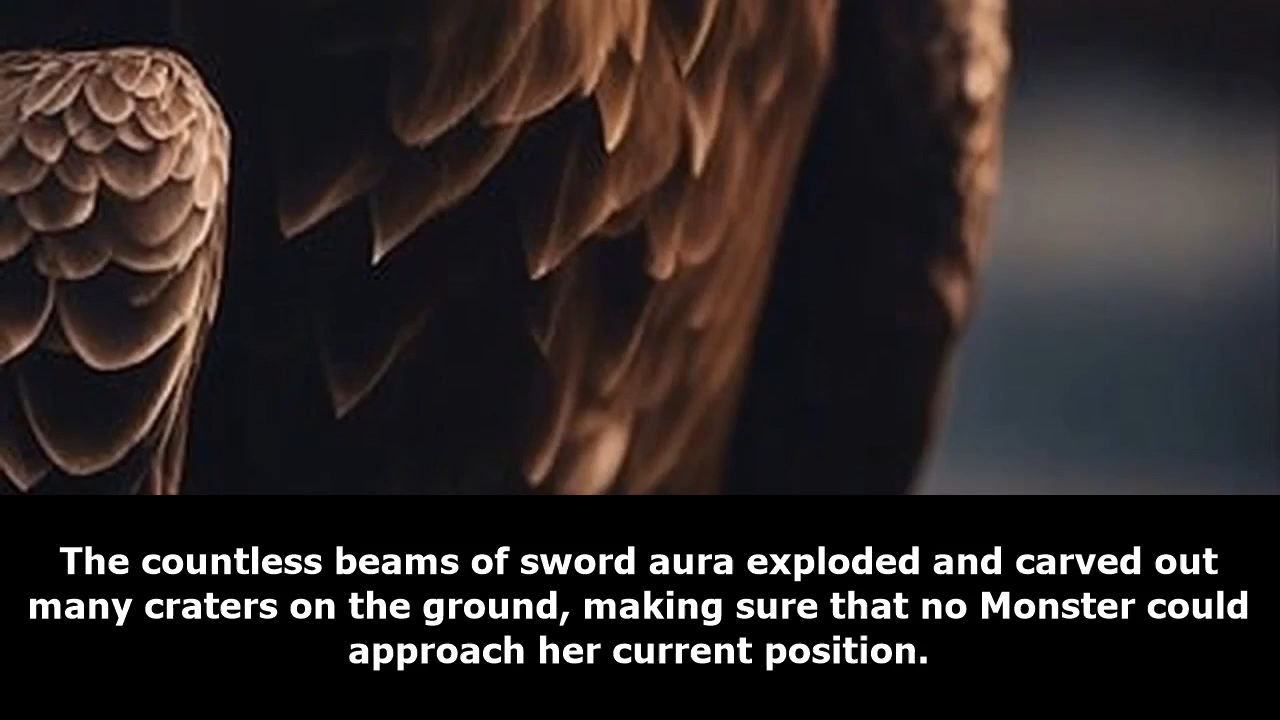 The countless beams of sword aura exploded and carved out
many craters on the ground, making sure that no Monster could
approach her current position.